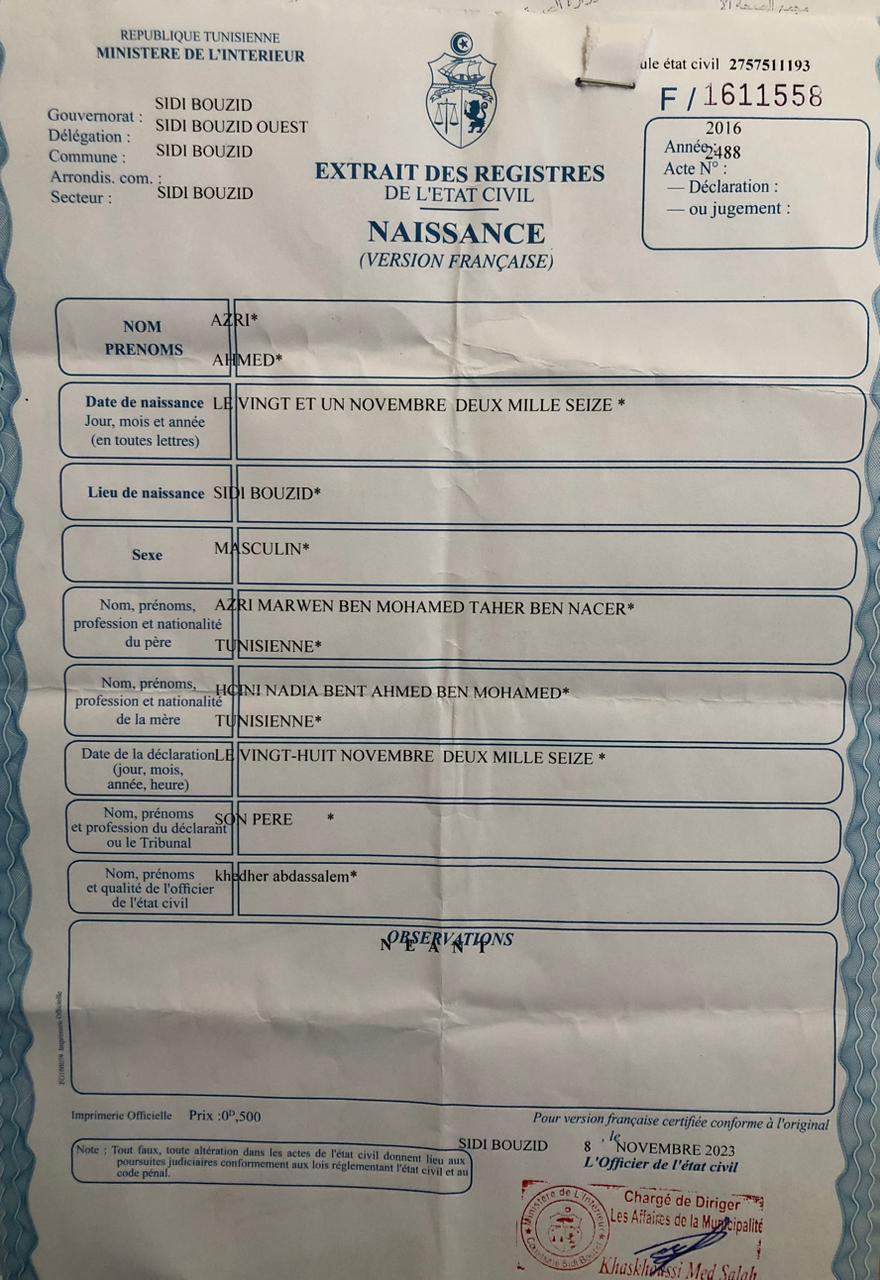 REPUBLIQUE TUNISIENNE
MINISTERE DE L'INTERIEUR
Gouvernorat : SIDI BOUZID
Délégation : SIDI BOUZID OUEST
Commune : SIDI BOUZID
Arrondis. com. :
Secteur : SIDI BOUZID
ule état civil 2757511193
F / 1611558
2016
Année :
2488
Acte N° :
— Déclaration :
— ou jugement :
EXTRAIT DES REGISTRES
DE L'ETAT CIVIL
NAISSANCE
(VERSION FRANÇAISE)
NOM AZRI*
PRENOMS AHMED*
Date de naissance LE VINGT ET UN NOVEMBRE DEUX MILLE SEIZE *
Jour, mois et année
(en toutes lettres)
Lieu de naissance SIDI BOUZID*
Sexe MASCULIN*
Nom, prénoms, AZRI MARWEN BEN MOHAMED TAHER BEN NACER*
profession et nationalité
du père TUNISIENNE*
Nom, prénoms, HCINI NADIA BENT AHMED BEN MOHAMED*
profession et nationalité
de la mère TUNISIENNE*
Date de la déclaration LE VINGT-HUIT NOVEMBRE DEUX MILLE SEIZE *
(jour, mois,
année, heure)
Nom, prénoms SON PERE *
et profession du déclarant
ou le Tribunal
Nom, prénoms khedher abdassalem*
et qualité de l'officier
de l'état civil
OBSERVATIONS
N E A N T
Imprimerie Officielle Prix :0ᴰ,500
Pour version française certifiée conforme à l'original
SIDI BOUZID 8 , le NOVEMBRE 2023
L'Officier de l'état civil
Note : Tout faux, toute altération dans les actes de l'état civil donnent lieu aux
poursuites judiciaires conformement aux lois réglementant l'état civil et au
code pénal.
Ministère de L'Intérieur
Commune Sidi Bouzid
Chargé de Diriger
Les Affaires de la Municipalité
Khaskhoussi Med Salah